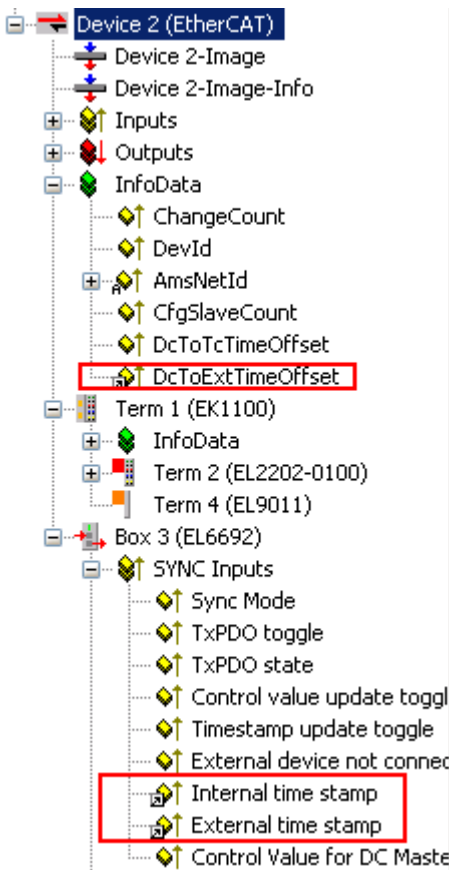 Device 2 (EtherCAT)
Device 2-Image
Device 2-Image-Info
Inputs
Outputs
InfoData
ChangeCount
DevId
AmsNetId
CfgSlaveCount
DcToTcTimeOffset
DcToExtTimeOffset
Term 1 (EK1100)
InfoData
Term 2 (EL2202-0100)
Term 4 (EL9011)
Box 3 (EL6692)
SYNC Inputs
Sync Mode
TxPDO toggle
TxPDO state
Control value update toggl
Timestamp update toggle
External device not connec
Internal time stamp
External time stamp
Control Value for DC Maste